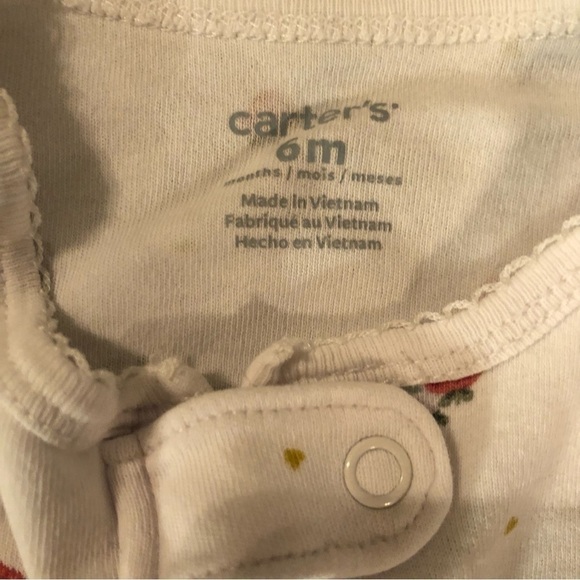 carter's
6m
months / mois / meses
Made in Vietnam
Fabriqué au Vietnam
Hecho en Vietnam